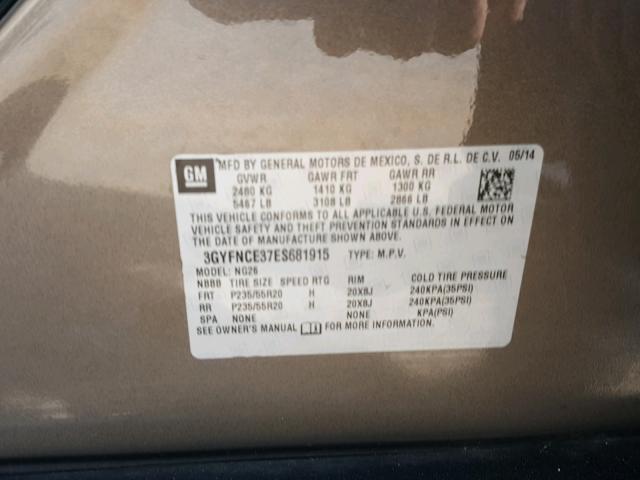 GM MFD BY GENERAL MOTORS DE MEXICO, S. DE R.L. DE C.V. 05/14
GVWR GAWR FRT GAWR RR
2480 KG 1410 KG 1300 KG
5467 LB 3108 LB 2866 LB
THIS VEHICLE CONFORMS TO ALL APPLICABLE U.S. FEDERAL MOTOR
VEHICLE SAFETY AND THEFT PREVENTION STANDARDS IN EFFECT ON
THE DATE OF MANUFACTURE SHOWN ABOVE.
3GYFNCE37ES681915 TYPE: M.P.V.
MODEL: NG26
NBBB TIRE SIZE SPEED RTG RIM COLD TIRE PRESSURE
FRT P235/55R20 H 20X8J 240KPA(35PSI)
RR P235/55R20 H 20X8J 240KPA(35PSI)
SPA NONE NONE KPA(PSI)
SEE OWNER'S MANUAL FOR MORE INFORMATION.